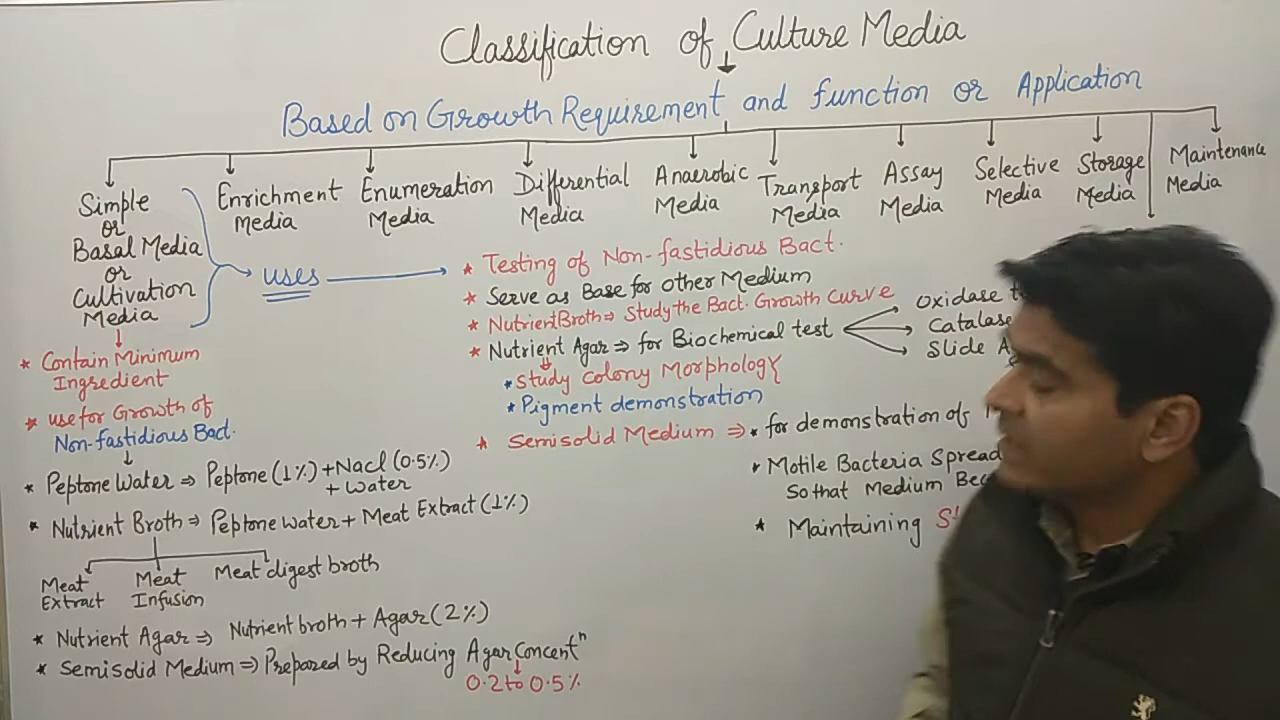 Classification of Culture Media
Based on Growth Requirement and function or Application
Simple
or
Basal Media
or
Cultivation
Media
Enrichment
Media
Enumeration
Media
Differential
Media
Anaerobic
Media
Transport
Media
Assay
Media
Selective
Media
Storage
Media
Maintenance
Media
uses
* Contain Minimum
Ingredient
* use for Growth of
Non-fastidious Bact.
* Peptone Water ⇒ Peptone (1%) + Nacl (0.5%)
+ Water
* Nutrient Broth ⇒ Peptone water + Meat Extract (1%)
Meat
Extract
Meat
Infusion
Meat digest broth
* Nutrient Agar ⇒ Nutrient broth + Agar (2%)
* Semisolid Medium ⇒ Prepared by Reducing Agar Concentⁿ
0.2 to 0.5%
* Testing of Non-fastidious Bact.
* Serve as Base for other Medium
* Nutrient Broth ⇒ Study the Bact. Growth Curve
* Nutrient Agar ⇒ for Biochemical test
Oxidase
Catalase
Slide
* Study Colony Morphology
* Pigment demonstration
* Semisolid Medium ⇒ * for demonstration of
* Motile Bacteria Spread
So that Medium
* Maintaining